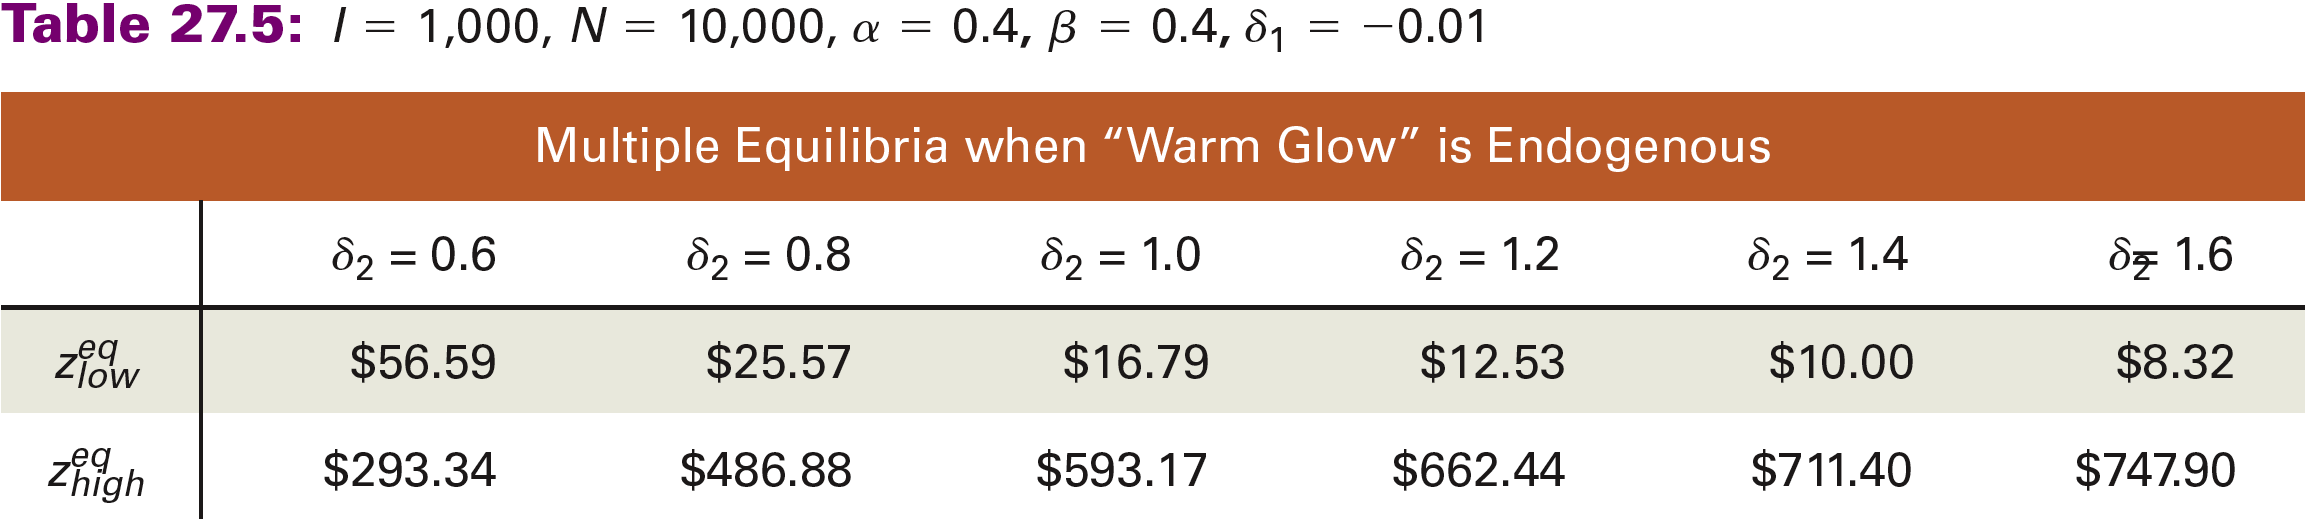 Table 27.5: I = 1,000, N = 10,000, α = 0.4, β = 0.4, δ₁ = −0.01
Multiple Equilibria when “Warm Glow” is Endogenous
δ₂ = 0.6 δ₂ = 0.8 δ₂ = 1.0 δ₂ = 1.2 δ₂ = 1.4 δ₂ = 1.6
z^eq_low $56.59 $25.57 $16.79 $12.53 $10.00 $8.32
z^eq_high $293.34 $486.88 $593.17 $662.44 $711.40 $747.90